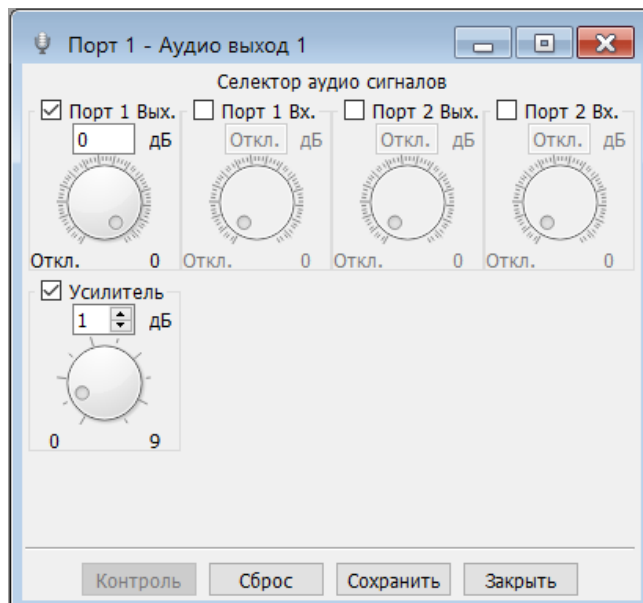 Порт 1 - Аудио выход 1
Селектор аудио сигналов
Порт 1 Вых. Порт 1 Вх. Порт 2 Вых. Порт 2 Вх.
0 дБ Откл. дБ Откл. дБ Откл. дБ
Откл. 0 Откл. 0 Откл. 0 Откл. 0
Усилитель
1 дБ
0 9
Контроль Сброс Сохранить Закрыть